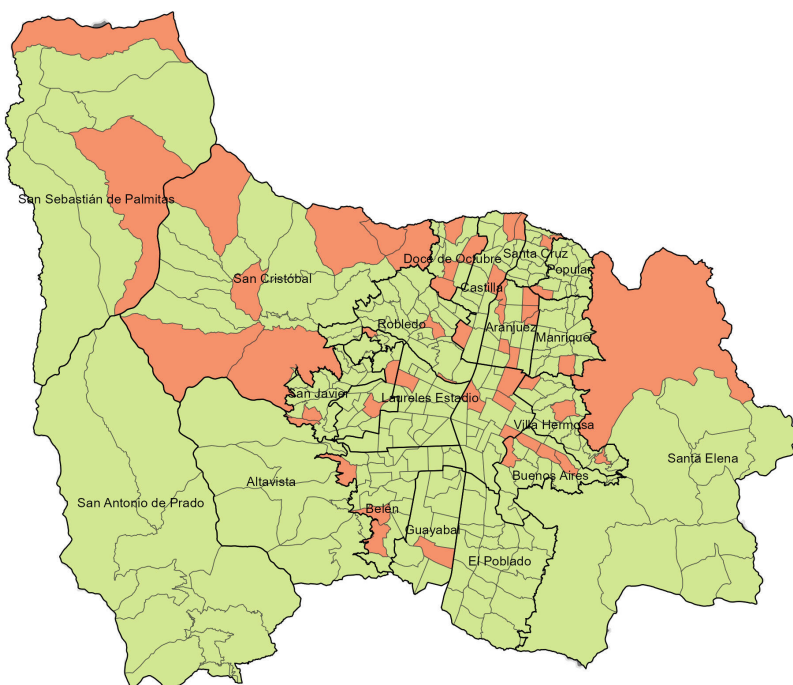 San Sebastián de Palmitas
Doce de Octubre
Santa Cruz
Popular
San Cristóbal
Castilla
Robledo
Aranjuez
Manrique
San Javier
Laureles Estadio
Villa Hermosa
Santa Elena
Buenos Aires
Altavista
San Antonio de Prado
Belén
Guayabal
El Poblado